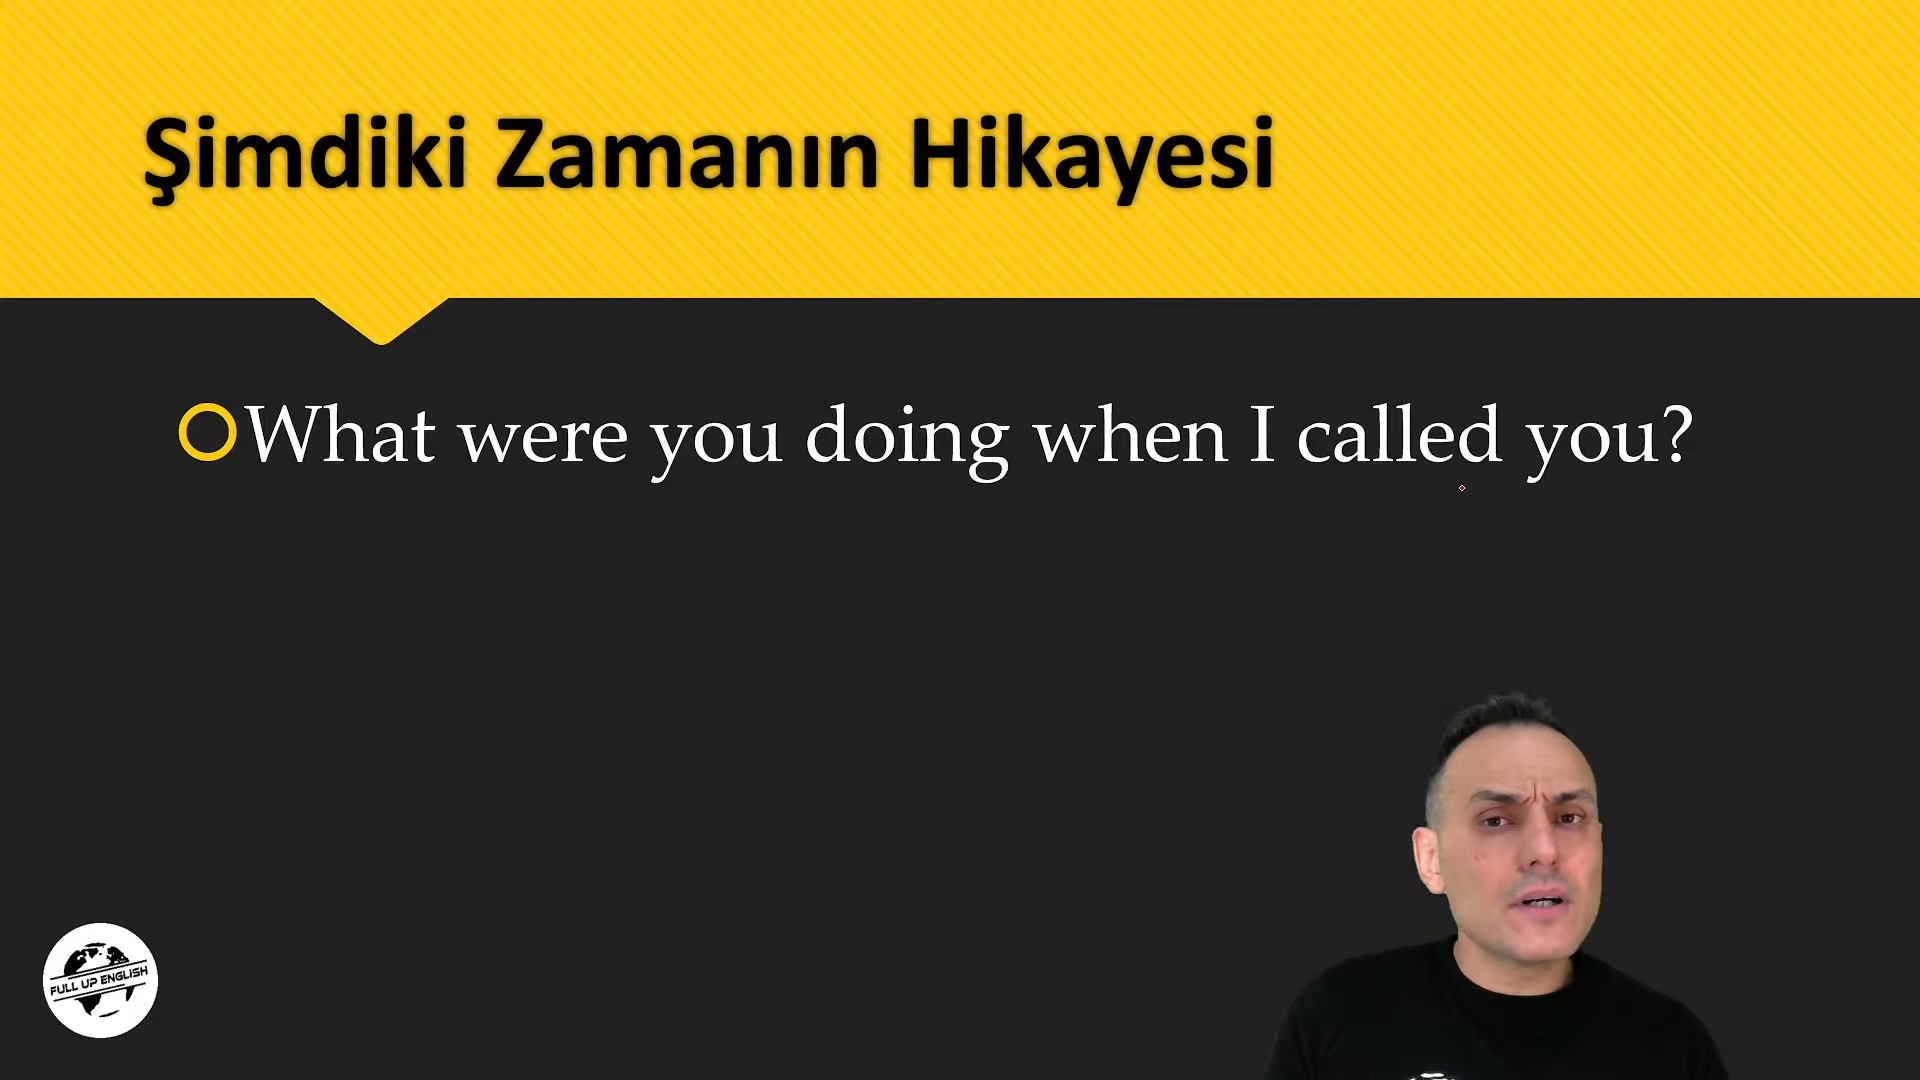 Şimdiki Zamanın Hikayesi
What were you doing when I called you?
FULL UP ENGLISH